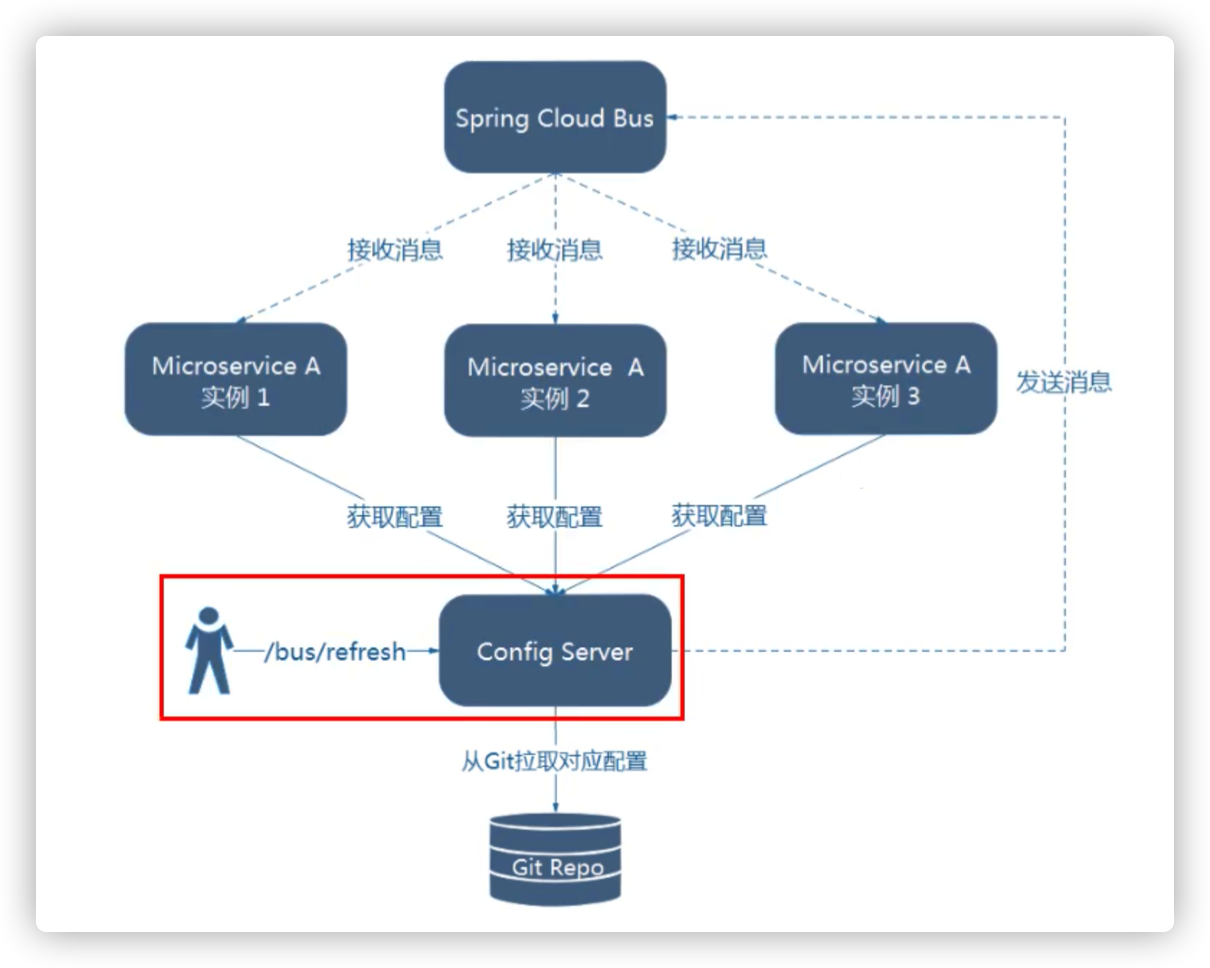 Spring Cloud Bus
接收消息
接收消息
接收消息
Microservice A
实例 1
Microservice A
实例 2
Microservice A
实例 3
发送消息
获取配置
获取配置
获取配置
/bus/refresh
Config Server
从Git拉取对应配置
Git Repo